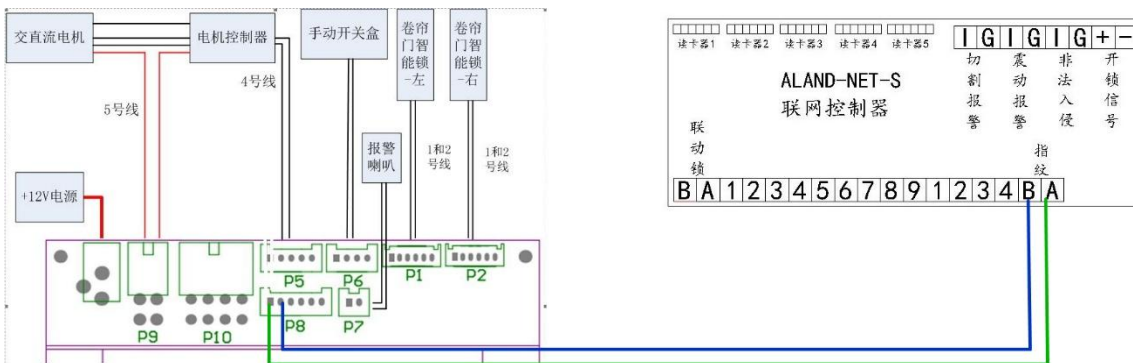 交直流电机
电机控制器
手动开关盒
卷帘
门智
能锁
-左
卷帘
门智
能锁
-右
4号线
5号线
报警
喇叭
1和2
号线
1和2
号线
+12V电源
P5
P6
P1
P2
P9
P10
P8
P7
读卡器1 读卡器2 读卡器3 读卡器4 读卡器5
I G I G I G + -
切割报警
震动报警
非法入侵
开锁信号
ALAND-NET-S
联网控制器
联动锁
指纹
B A 1 2 3 4 5 6 7 8 9 1 2 3 4 B A